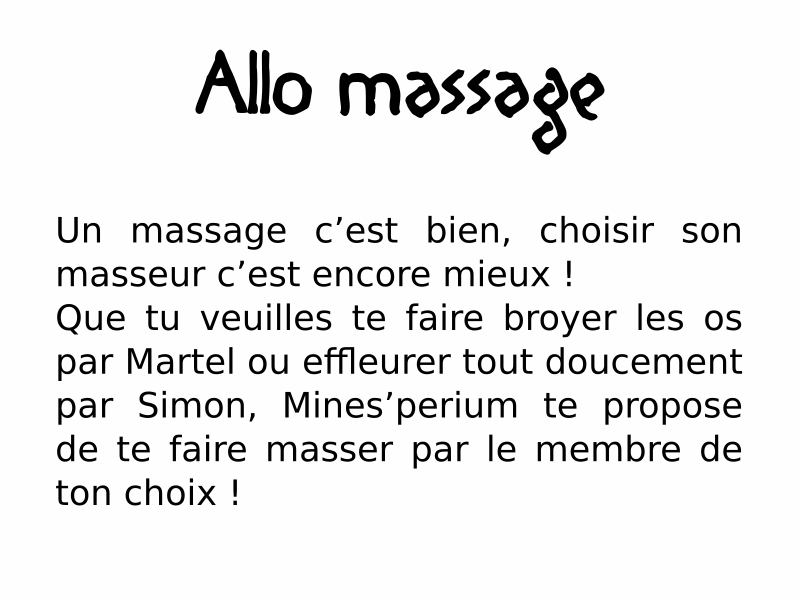 Allo massage
Un massage c’est bien, choisir son
masseur c’est encore mieux !
Que tu veuilles te faire broyer les os
par Martel ou effleurer tout doucement
par Simon, Mines’perium te propose
de te faire masser par le membre de
ton choix !